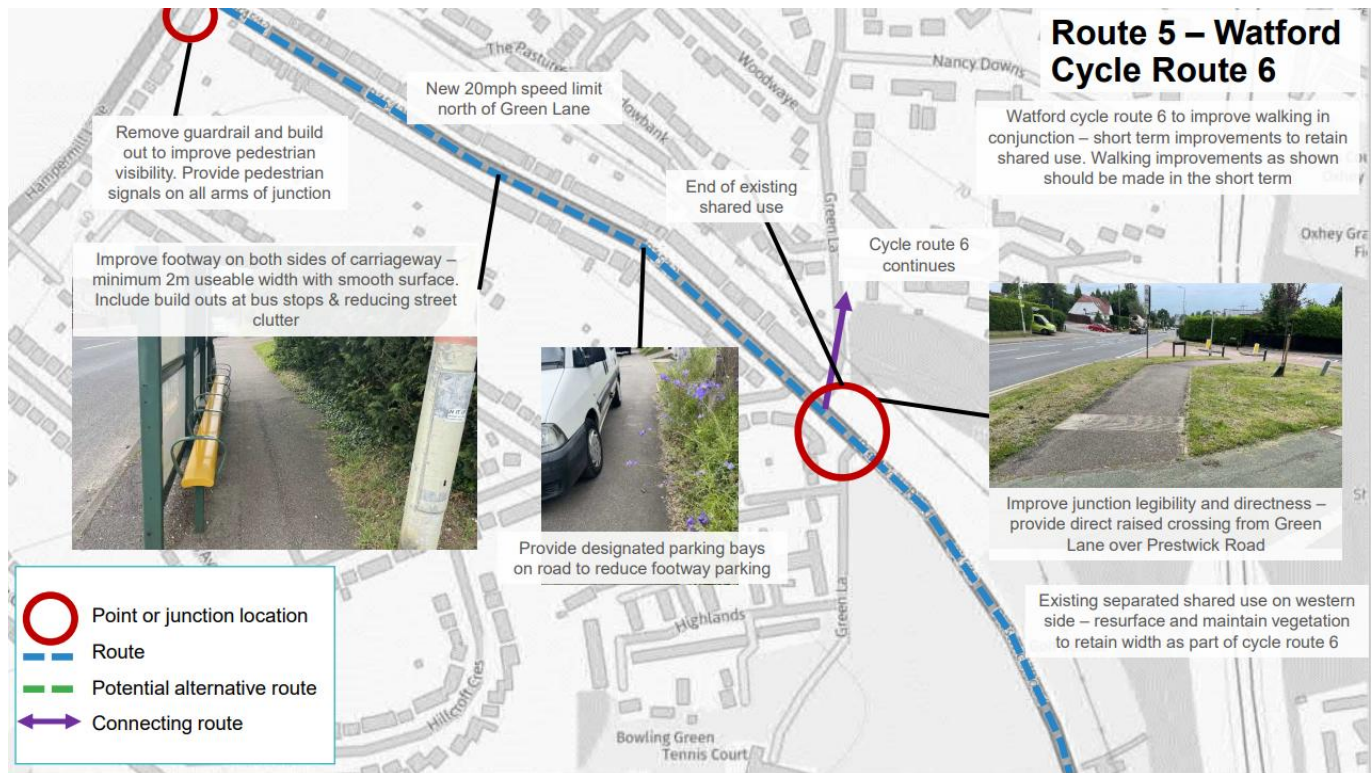 Route 5 – Watford
Cycle Route 6
Watford cycle route 6 to improve walking in
conjunction – short term improvements to retain
shared use. Walking improvements as shown
should be made in the short term
New 20mph speed limit
north of Green Lane
Remove guardrail and build
out to improve pedestrian
visibility. Provide pedestrian
signals on all arms of junction
End of existing
shared use
Cycle route 6
continues
Improve footway on both sides of carriageway –
minimum 2m useable width with smooth surface.
Include build outs at bus stops & reducing street
clutter
Provide designated parking bays
on road to reduce footway parking
Improve junction legibility and directness –
provide direct raised crossing from Green
Lane over Prestwick Road
Existing separated shared use on western
side – resurface and maintain vegetation
to retain width as part of cycle route 6
Point or junction location
Route
Potential alternative route
Connecting route
The Pastures
Woodwaye
Nancy Downs
Hampermill
Green La
Oxhey Gra
Green La
Highlands
Hillcroft Cres
Bowling Green
Tennis Court
70